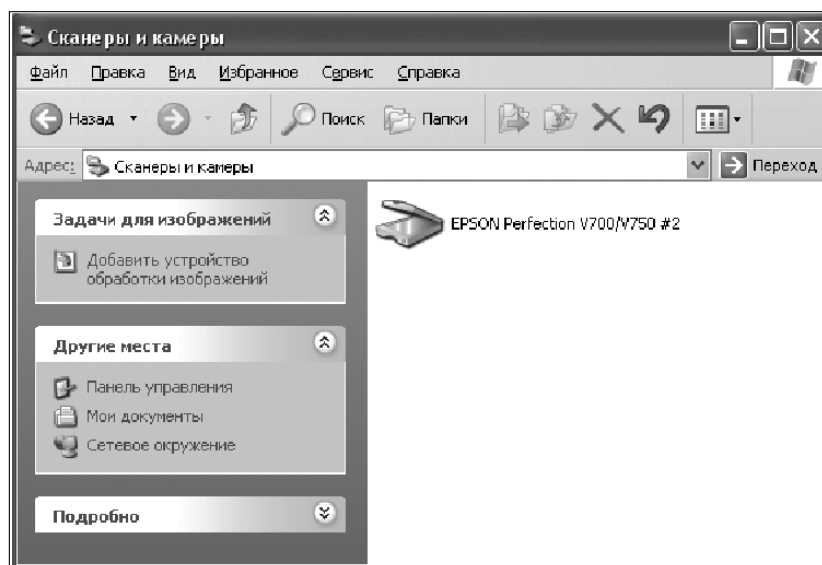 Сканеры и камеры
Файл Правка Вид Избранное Сервис Справка
Назад Поиск Папки
Адрес: Сканеры и камеры Переход
Задачи для изображений
Добавить устройство
обработки изображений
Другие места
Панель управления
Мои документы
Сетевое окружение
Подробно
EPSON Perfection V700/V750 #2